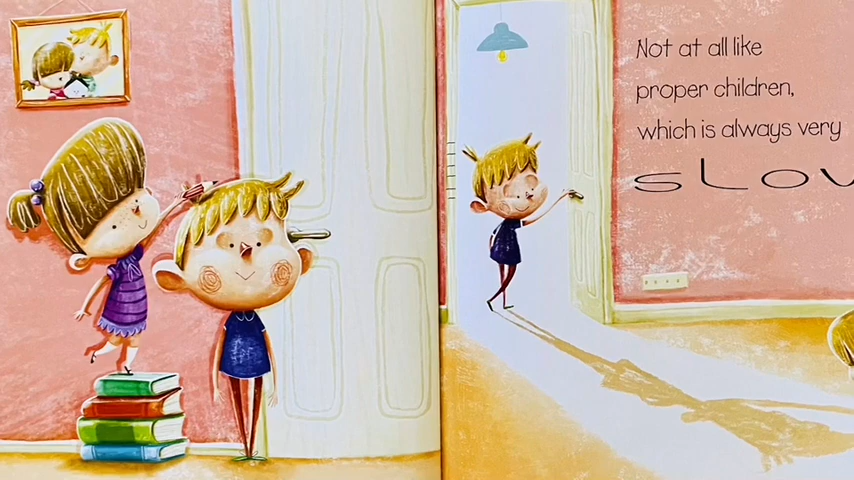 Not at all like
proper children,
which is always very
sLow